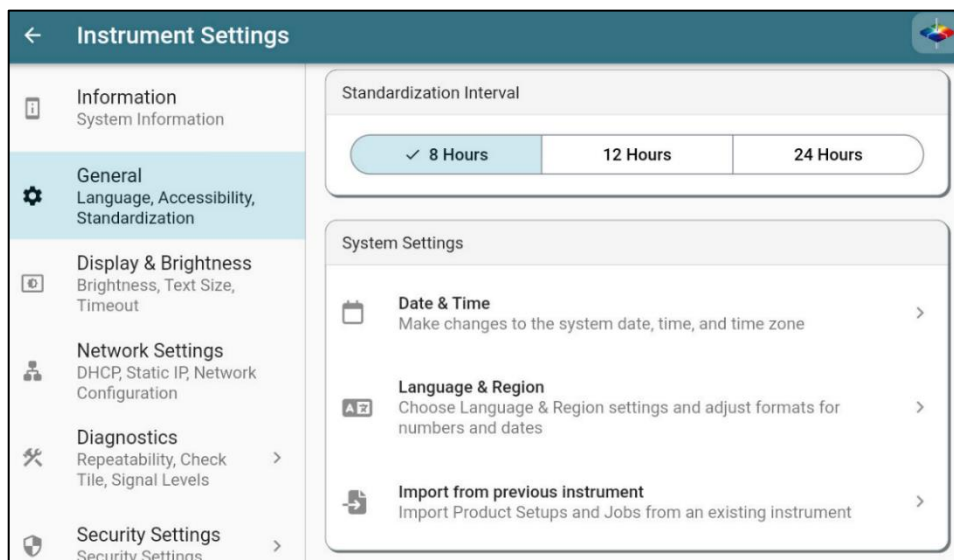 Instrument Settings
Information
System Information
General
Language, Accessibility,
Standardization
Display & Brightness
Brightness, Text Size,
Timeout
Network Settings
DHCP, Static IP, Network
Configuration
Diagnostics
Repeatability, Check
Tile, Signal Levels
Security Settings
Security Settings
Standardization Interval
8 Hours
12 Hours
24 Hours
System Settings
Date & Time
Make changes to the system date, time, and time zone
Language & Region
Choose Language & Region settings and adjust formats for
numbers and dates
Import from previous instrument
Import Product Setups and Jobs from an existing instrument